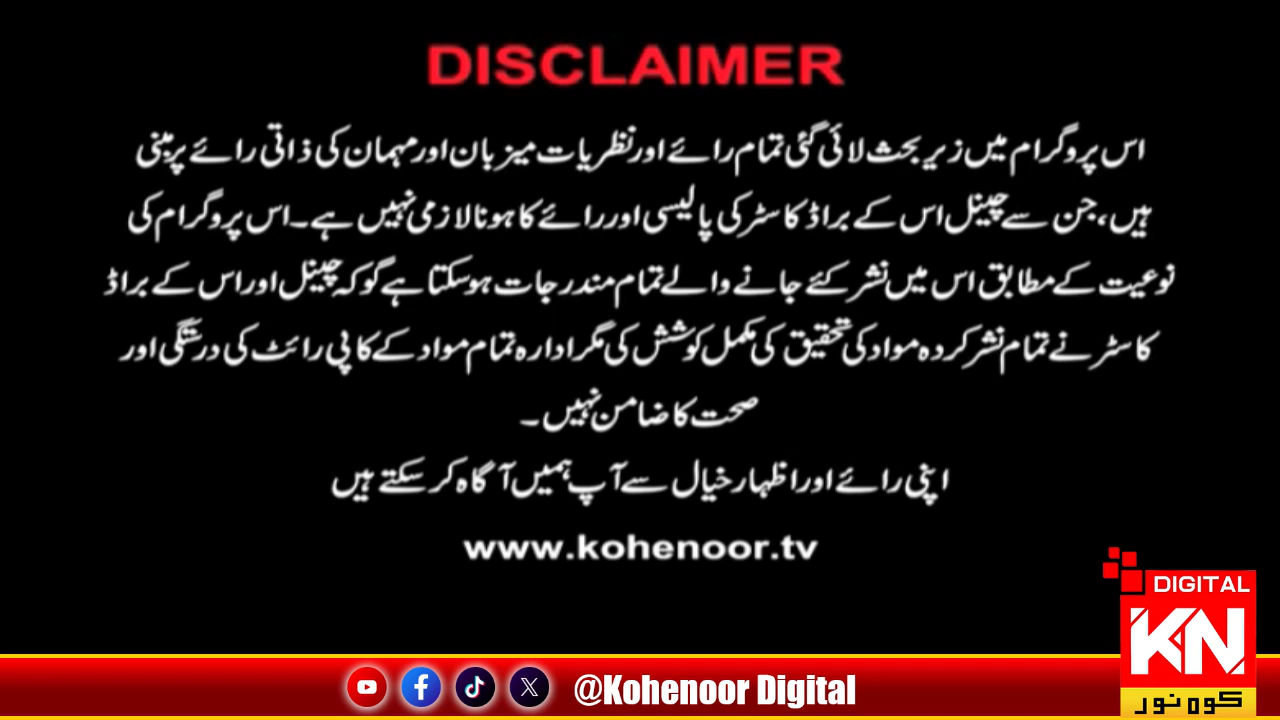 DISCLAIMER
اس پروگرام میں زیرِ بحث لائی گئی تمام رائے اور نظریات میزبان اور مہمان کی ذاتی رائے پر مبنی
ہیں، جن سے چینل اس کے براڈ کاسٹر کی پالیسی اور رائے کا ہونا لازمی نہیں ہے۔ اس پروگرام کی
نوعیت کے مطابق اس میں نشر کئے جانے والے تمام مندرجات ہو سکتا ہے گو کہ چینل اور اس کے براڈ
کاسٹر نے تمام نشر کردہ مواد کی تحقیق کی مکمل کوشش کی مگر ادارہ تمام مواد کے کاپی رائٹ کی درستگی اور
صحت کا ضامن نہیں۔
اپنی رائے اور اظہار خیال سے آپ ہمیں آگاہ کر سکتے ہیں
www.kohenoor.tv
DIGITAL
KN
کوہ نور
@Kohenoor Digital